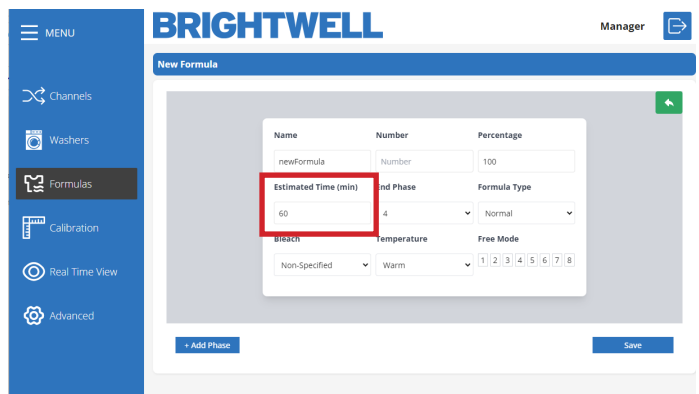 MENU
BRIGHTWELL
Manager
New Formula
Channels
Washers
Formulas
Calibration
Real Time View
Advanced
Name Number Percentage
newFormula Number 100
Estimated Time (min) End Phase Formula Type
60 4 Normal
Bleach Temperature Free Mode
Non-Specified Warm 1 2 3 4 5 6 7 8
+ Add Phase Save